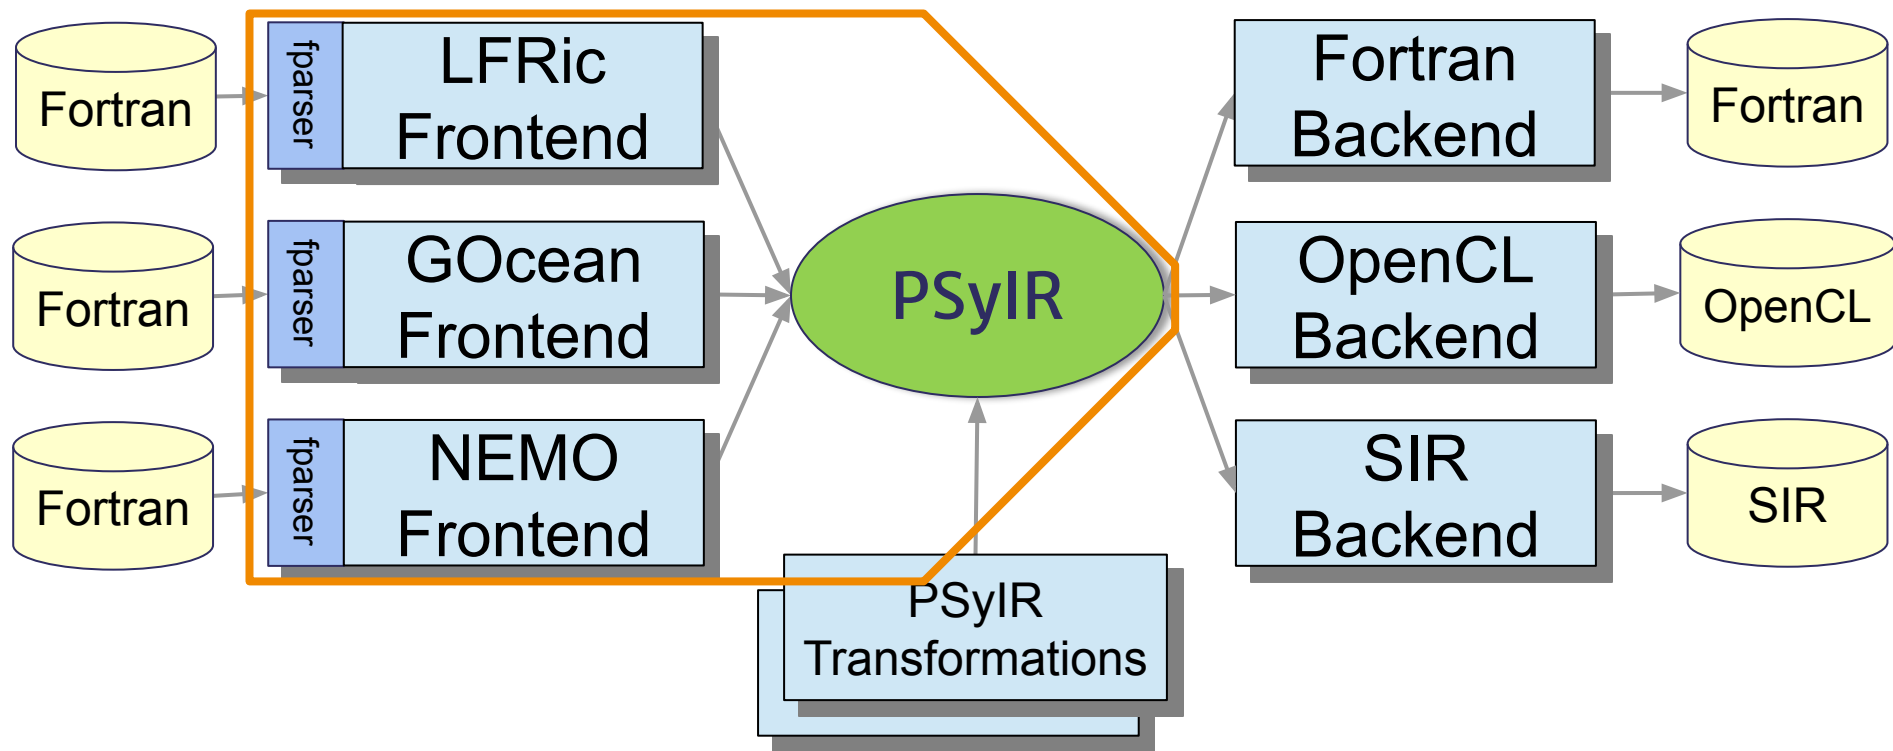 Fortran
fparser
LFRic
Frontend
Fortran
Backend
Fortran
Fortran
fparser
GOcean
Frontend
PSyIR
OpenCL
Backend
OpenCL
Fortran
fparser
NEMO
Frontend
SIR
Backend
SIR
PSyIR
Transformations